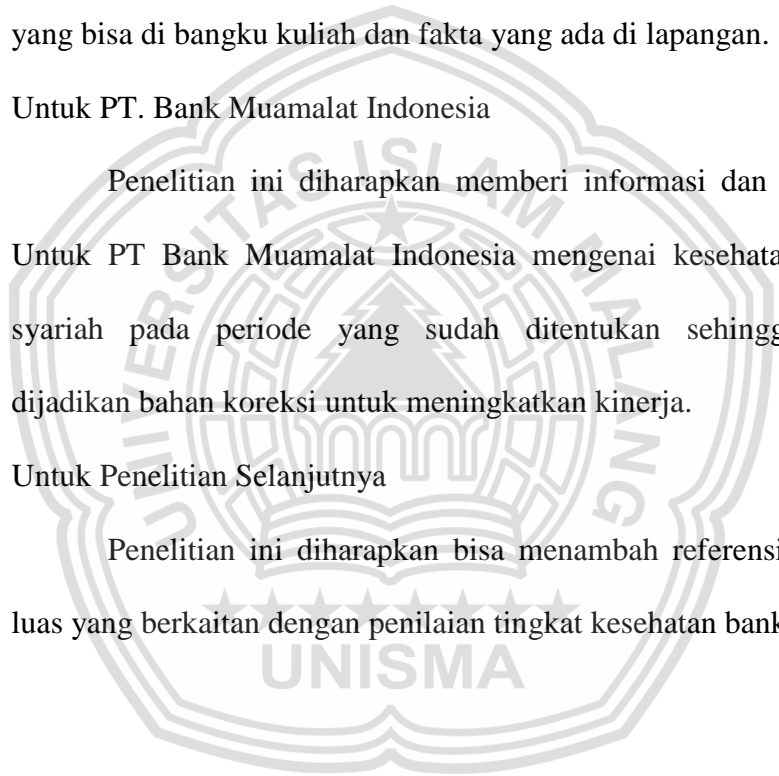 yang bisa di bangku kuliah dan fakta yang ada di lapangan.
Untuk PT. Bank Muamalat Indonesia
Penelitian ini diharapkan memberi informasi dan
Untuk PT Bank Muamalat Indonesia mengenai kesehata
syariah pada periode yang sudah ditentukan sehingg
dijadikan bahan koreksi untuk meningkatkan kinerja.
Untuk Penelitian Selanjutnya
Penelitian ini diharapkan bisa menambah referensi
luas yang berkaitan dengan penilaian tingkat kesehatan bank
UNIVERSITAS ISLAM MALANG
UNISMA